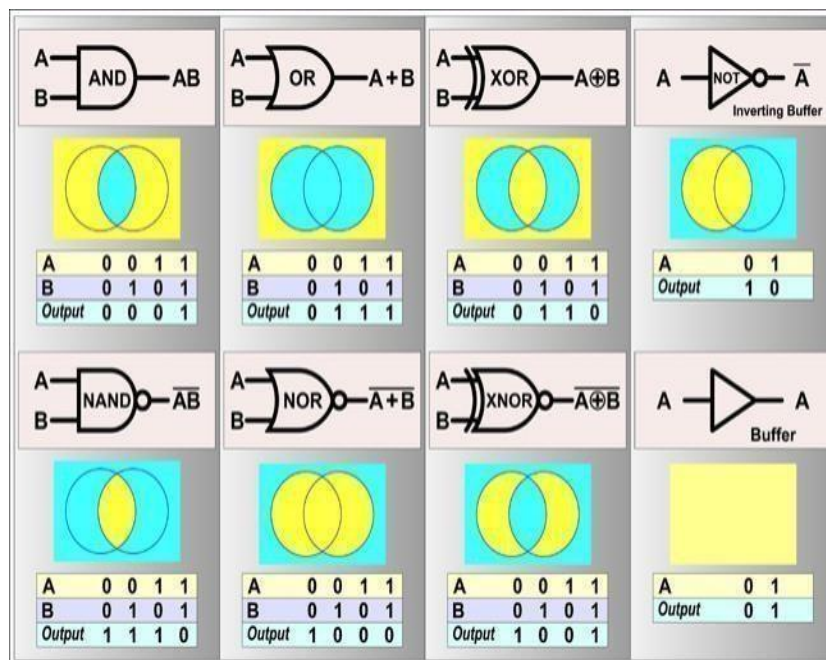 A
B
AND
AB
A
B
OR
A+B
A
B
XOR
A⊕B
A
NOT
A̅
Inverting Buffer
A 0 0 1 1
B 0 1 0 1
Output 0 0 0 1
A 0 0 1 1
B 0 1 0 1
Output 0 1 1 1
A 0 0 1 1
B 0 1 0 1
Output 0 1 1 0
A 0 1
Output 1 0
A
B
NAND
A̅B̅
A
B
NOR
A̅+̅B̅
A
B
XNOR
A̅⊕̅B̅
A
A
Buffer
A 0 0 1 1
B 0 1 0 1
Output 1 1 1 0
A 0 0 1 1
B 0 1 0 1
Output 1 0 0 0
A 0 0 1 1
B 0 1 0 1
Output 1 0 0 1
A 0 1
Output 0 1